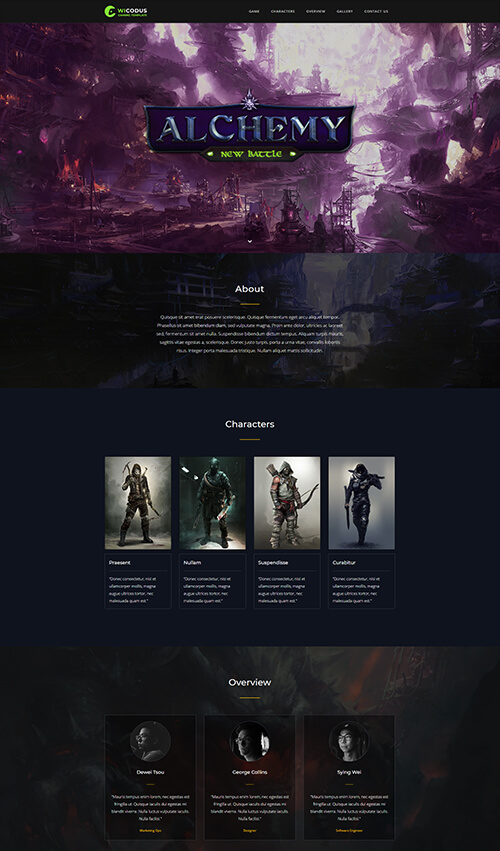 WICODUS
GAMING TEMPLATE
GAME
CHARACTERS
OVERVIEW
GALLERY
CONTACT US
ALCHEMY
NEW BATTLE
About
Quisque sit amet erat posuere scelerisque. Quisque fermentum eget arcu aliquet tempor.
Phasellus sit amet bibendum diam, sed vulputate magna. Proin ante dolor, ultricies ac laoreet
sed, fermentum sit amet nulla. Suspendisse bibendum dictum tempus. Aliquam turpis mauris,
sagittis vitae egestas a, scelerisque. Donec justo turpis, porta a urna vitae, convallis lobortis
risus. Integer porta malesuada tristique. Nullam aliquet mattis sollicitudin.
Characters
Praesent
"Donec consectetur, nisl et
ullamcorper mollis, magna
augue ultrices tortor, nec
malesuada quam est."
Nullam
"Donec consectetur, nisl et
ullamcorper mollis, magna
augue ultrices tortor, nec
malesuada quam est."
Suspendisse
"Donec consectetur, nisl et
ullamcorper mollis, magna
augue ultrices tortor, nec
malesuada quam est."
Curabitur
"Donec consectetur, nisl et
ullamcorper mollis, magna
augue ultrices tortor, nec
malesuada quam est."
Overview
Dewei Tsou
"Mauris tempus enim lorem, nec egestas est
fringilla ut. Quisque iaculis dui egestas mi
blandit viverra. Nulla luctus vulputate iaculis.
Nulla facilisi."
Marketing Ops
George Collins
"Mauris tempus enim lorem, nec egestas est
fringilla ut. Quisque iaculis dui egestas mi
blandit viverra. Nulla luctus vulputate iaculis.
Nulla facilisi."
Designer
Sying Wei
"Mauris tempus enim lorem, nec egestas est
fringilla ut. Quisque iaculis dui egestas mi
blandit viverra. Nulla luctus vulputate iaculis.
Nulla facilisi."
Software Engineer